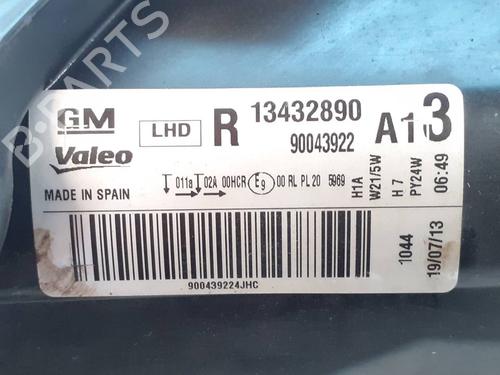 GM
Valeo
LHD
R
13432890
90043922
A1
3
MADE IN SPAIN
011a 02A 00HCR E9 00 RL PL 20 5969
H1A
W21/5W
H7
PY24W
06:49
1044
19/07/13
900439224JHC
B-PARTS